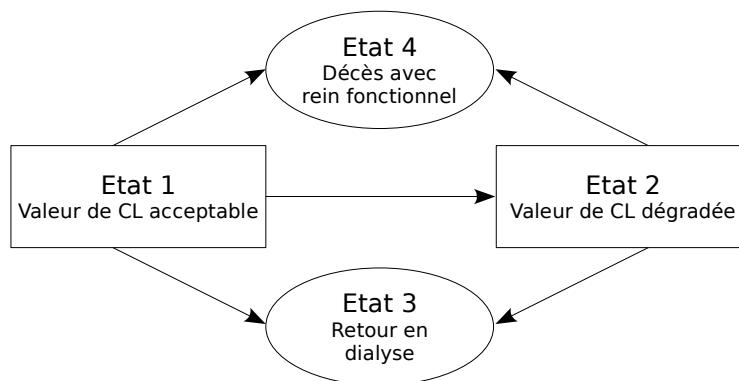 Etat 4
Décès avec
rein fonctionnel
Etat 1
Valeur de CL acceptable
Etat 2
Valeur de CL dégradée
Etat 3
Retour en
dialyse